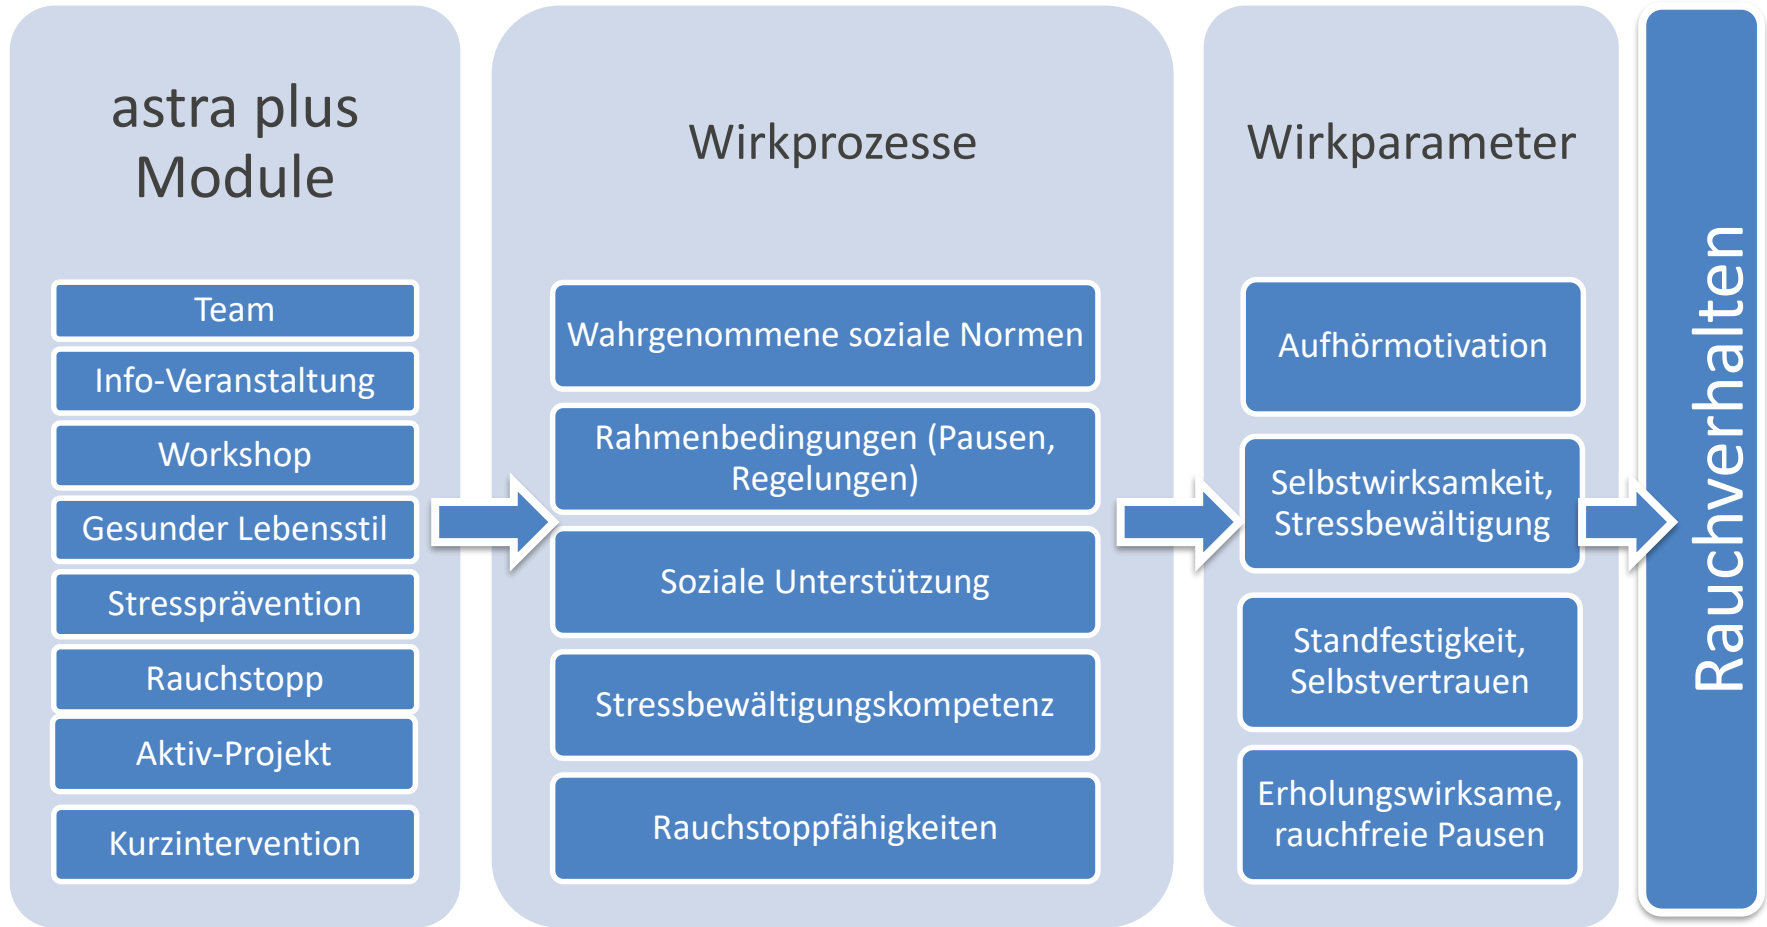 astra plus
Module
Team
Info-Veranstaltung
Workshop
Gesunder Lebensstil
Stressprävention
Rauchstopp
Aktiv-Projekt
Kurzintervention
Wirkprozesse
Wahrgenommene soziale Normen
Rahmenbedingungen (Pausen,
Regelungen)
Soziale Unterstützung
Stressbewältigungskompetenz
Rauchstoppfähigkeiten
Wirkparameter
Aufhörmotivation
Selbstwirksamkeit,
Stressbewältigung
Standfestigkeit,
Selbstvertrauen
Erholungswirksame,
rauchfreie Pausen
Rauchverhalten